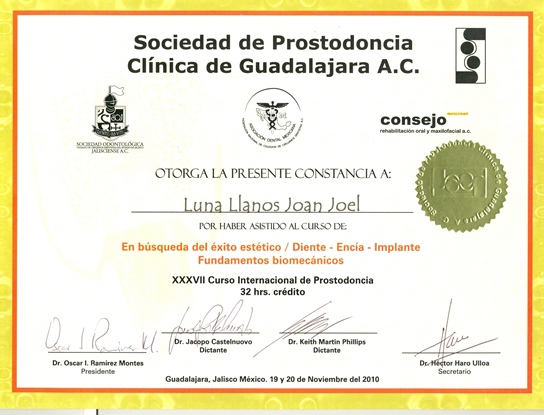 Sociedad de Prostodoncia
Clínica de Guadalajara A.C.
SOCIEDAD ODONTOLÓGICA
JALISCIENSE A.C.
ASOCIACIÓN DENTAL MEXICANA
consejo
rehabilitación oral y maxilofacial a.c.
OTORGA LA PRESENTE CONSTANCIA A:
Luna Llanos Joan Joel
POR HABER ASISTIDO AL CURSO DE:
En búsqueda del éxito estético / Diente - Encía - Implante
Fundamentos biomecánicos
XXXVII Curso Internacional de Prostodoncia
32 hrs. crédito
Dr. Oscar I. Ramírez Montes
Presidente
Dr. Jacopo Castelnuovo
Dictante
Dr. Keith Martin Phillips
Dictante
Dr. Héctor Haro Ulloa
Secretario
Guadalajara, Jalisco México. 19 y 20 de Noviembre del 2010